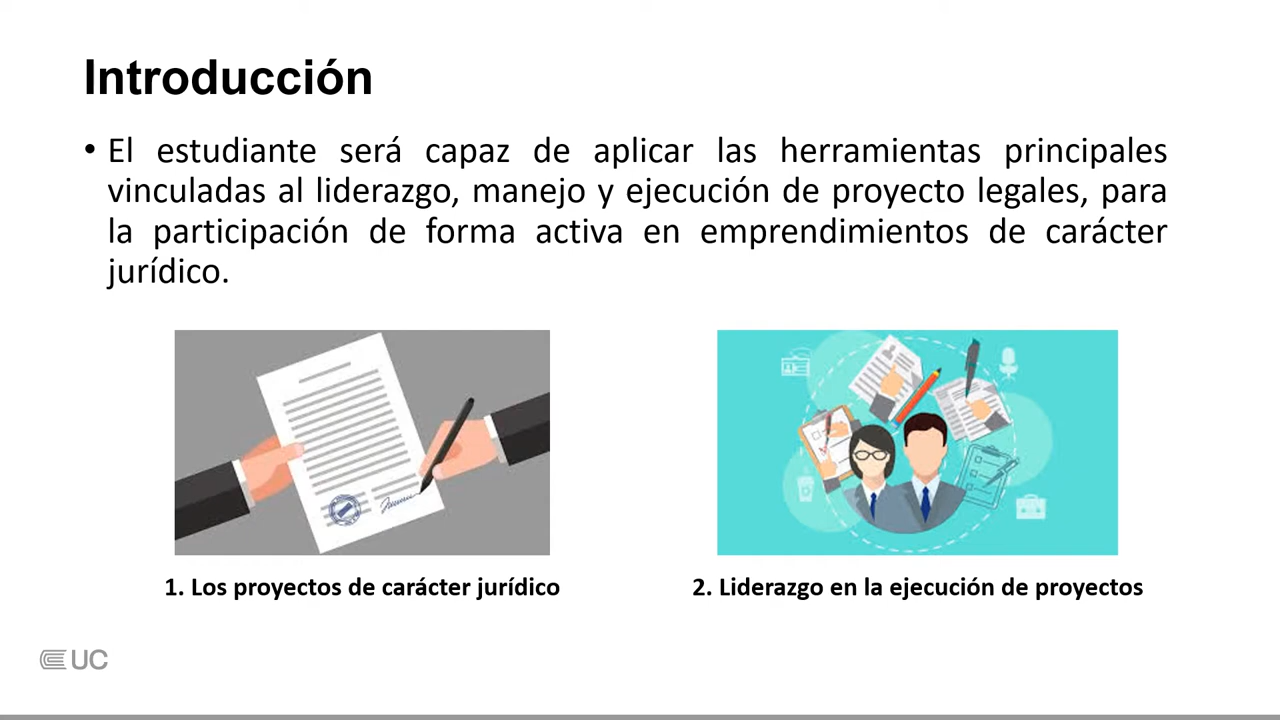 Introducción
• El estudiante será capaz de aplicar las herramientas principales
vinculadas al liderazgo, manejo y ejecución de proyecto legales, para
la participación de forma activa en emprendimientos de carácter
jurídico.
1. Los proyectos de carácter jurídico
2. Liderazgo en la ejecución de proyectos
UC